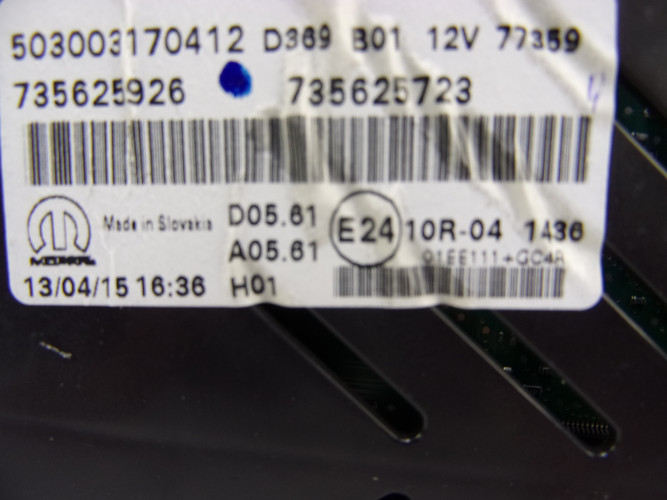 503003170412 D369 B01 12V 77359
735625926 735625723
Made in Slovakia D05.61 E24 10R-04 1436
A05.61
13/04/15 16:36 H01